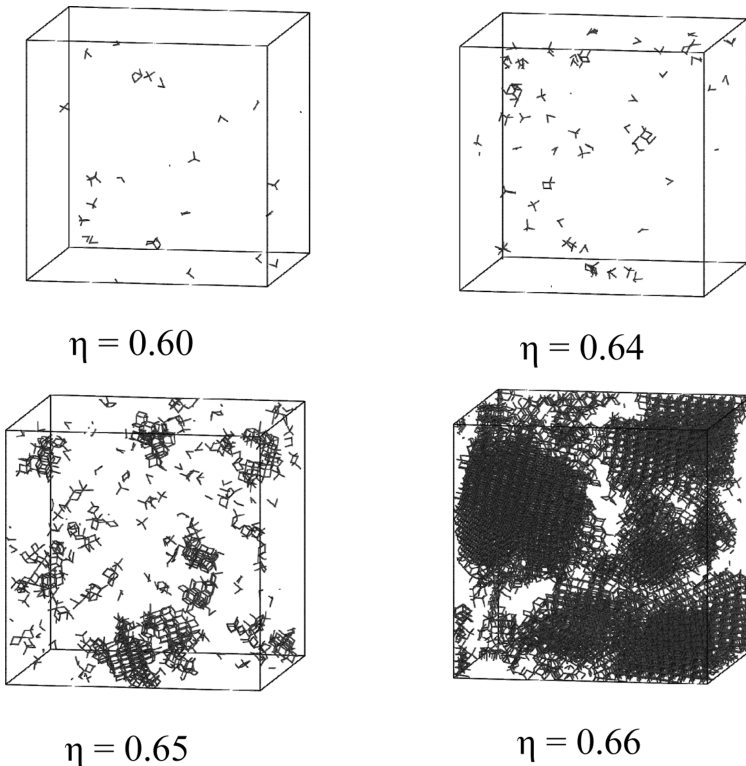 η = 0.60
η = 0.64
η = 0.65
η = 0.66